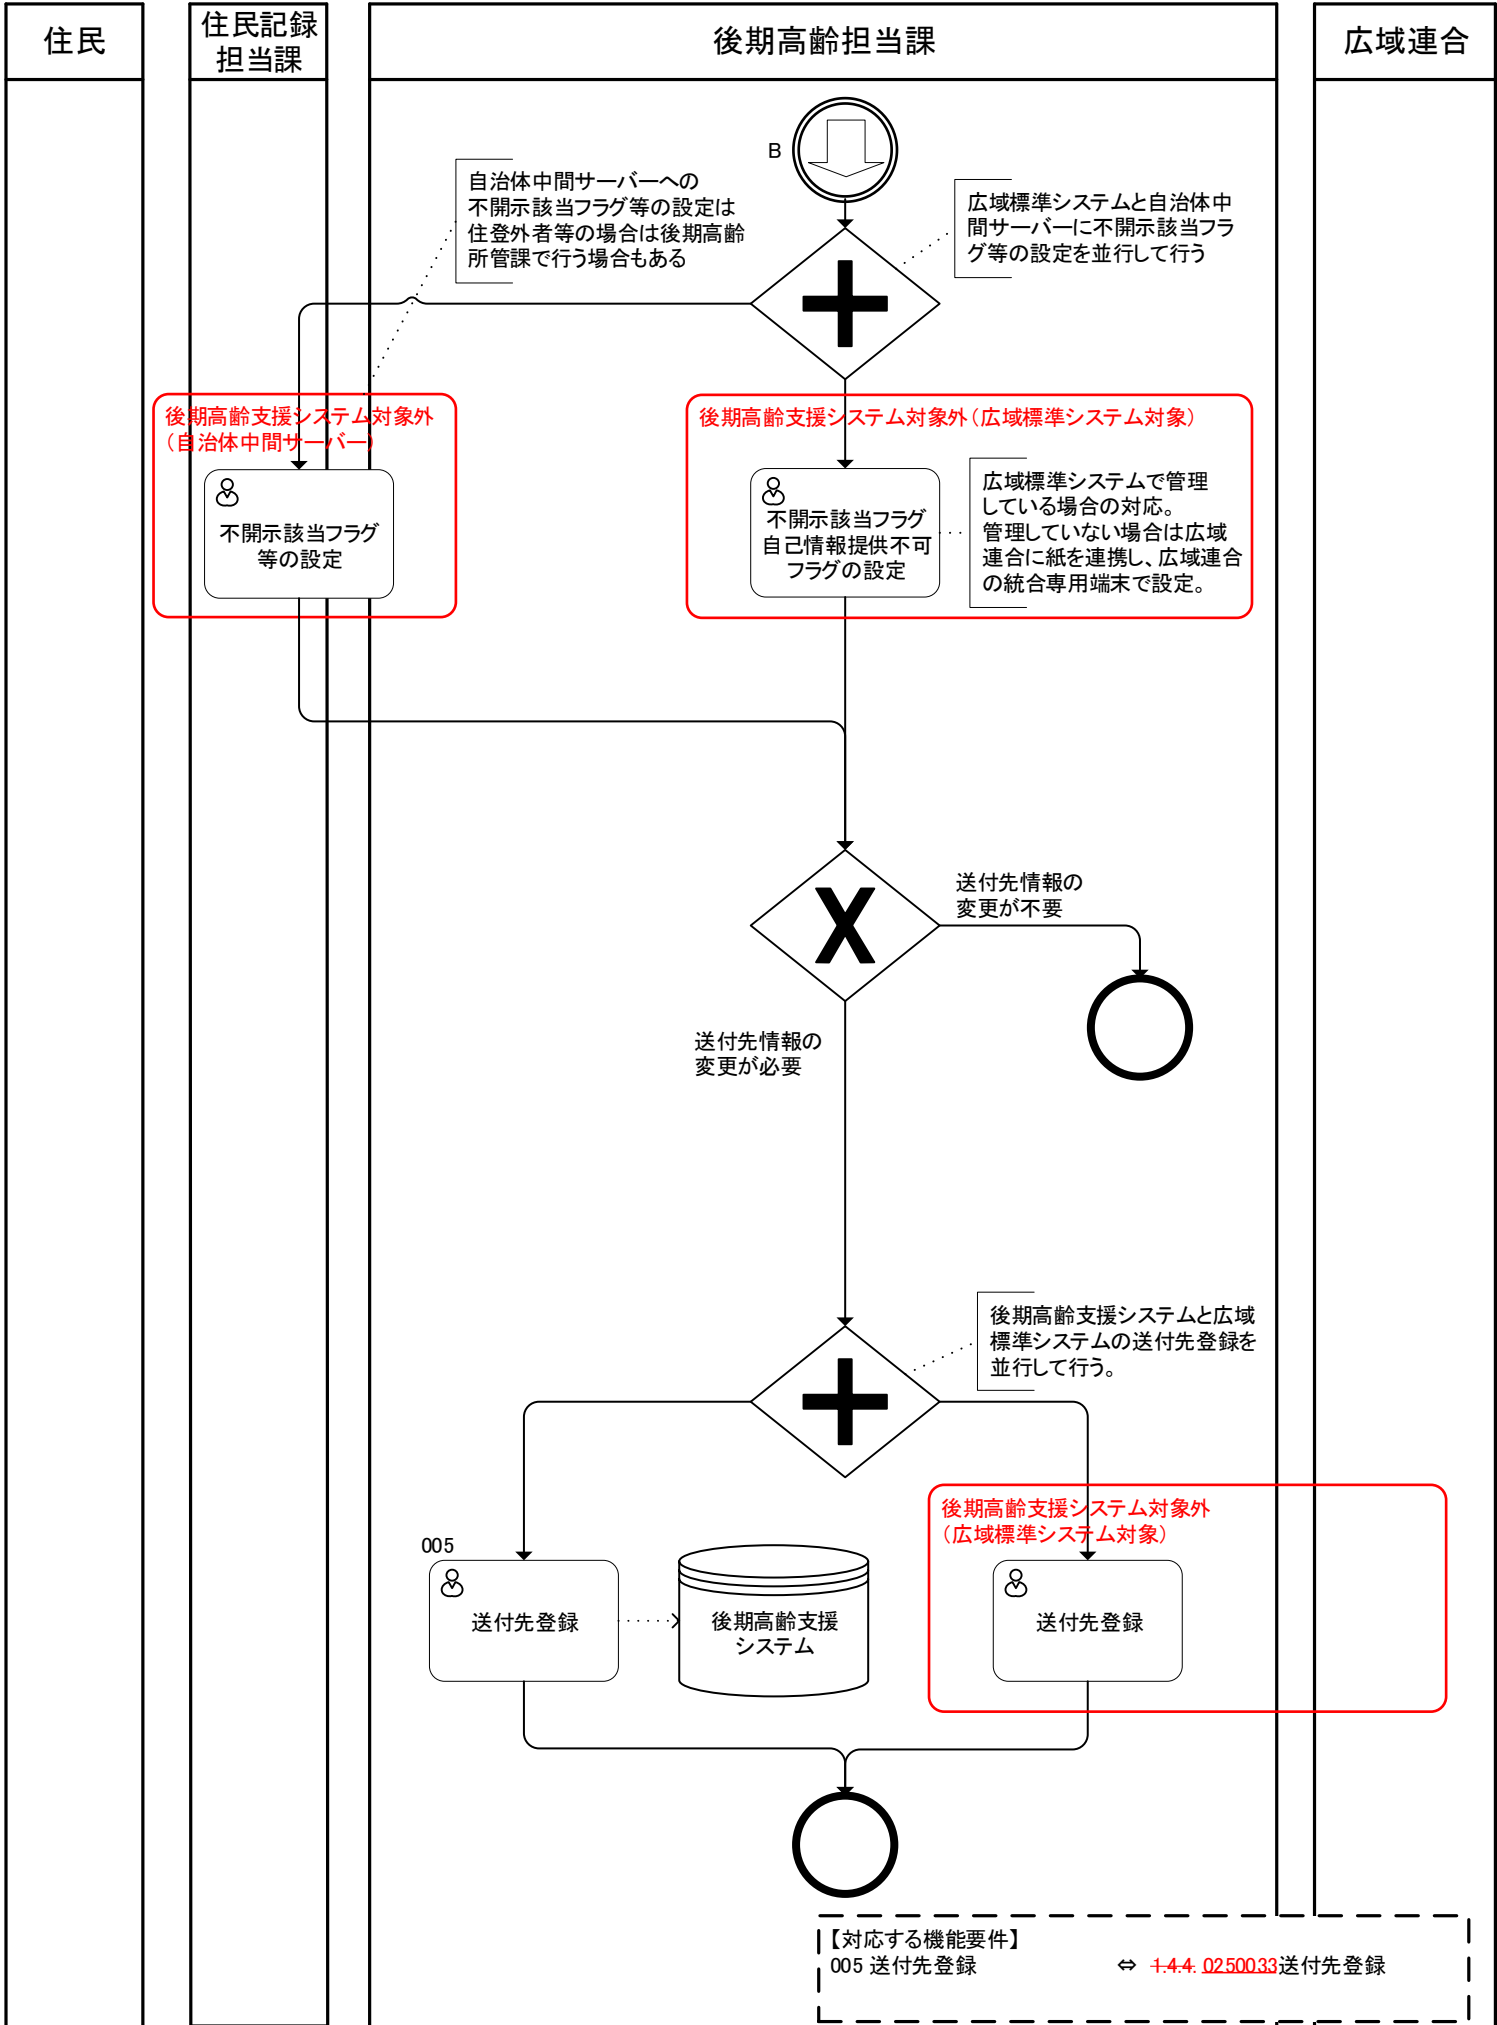 住民
住民記録
担当課
後期高齢担当課
広域連合
B
自治体中間サーバーへの
不開示該当フラグ等の設定は
住登外者等の場合は後期高齢
所管課で行う場合もある
広域標準システムと自治体中
間サーバーに不開示該当フラ
グ等の設定を並行して行う
後期高齢支援システム対象外
（自治体中間サーバー）
後期高齢支援システム対象外（広域標準システム対象）
不開示該当フラグ
等の設定
不開示該当フラグ
自己情報提供不可
フラグの設定
広域標準システムで管理
している場合の対応。
管理していない場合は広域
連合に紙を連携し、広域連合
の統合専用端末で設定。
送付先情報の
変更が不要
送付先情報の
変更が必要
後期高齢支援システムと広域
標準システムの送付先登録を
並行して行う。
後期高齢支援システム対象外
（広域標準システム対象）
005
送付先登録
後期高齢支援
システム
送付先登録
【対応する機能要件】
005 送付先登録 ⇔ 1.4.4. 0250033送付先登録